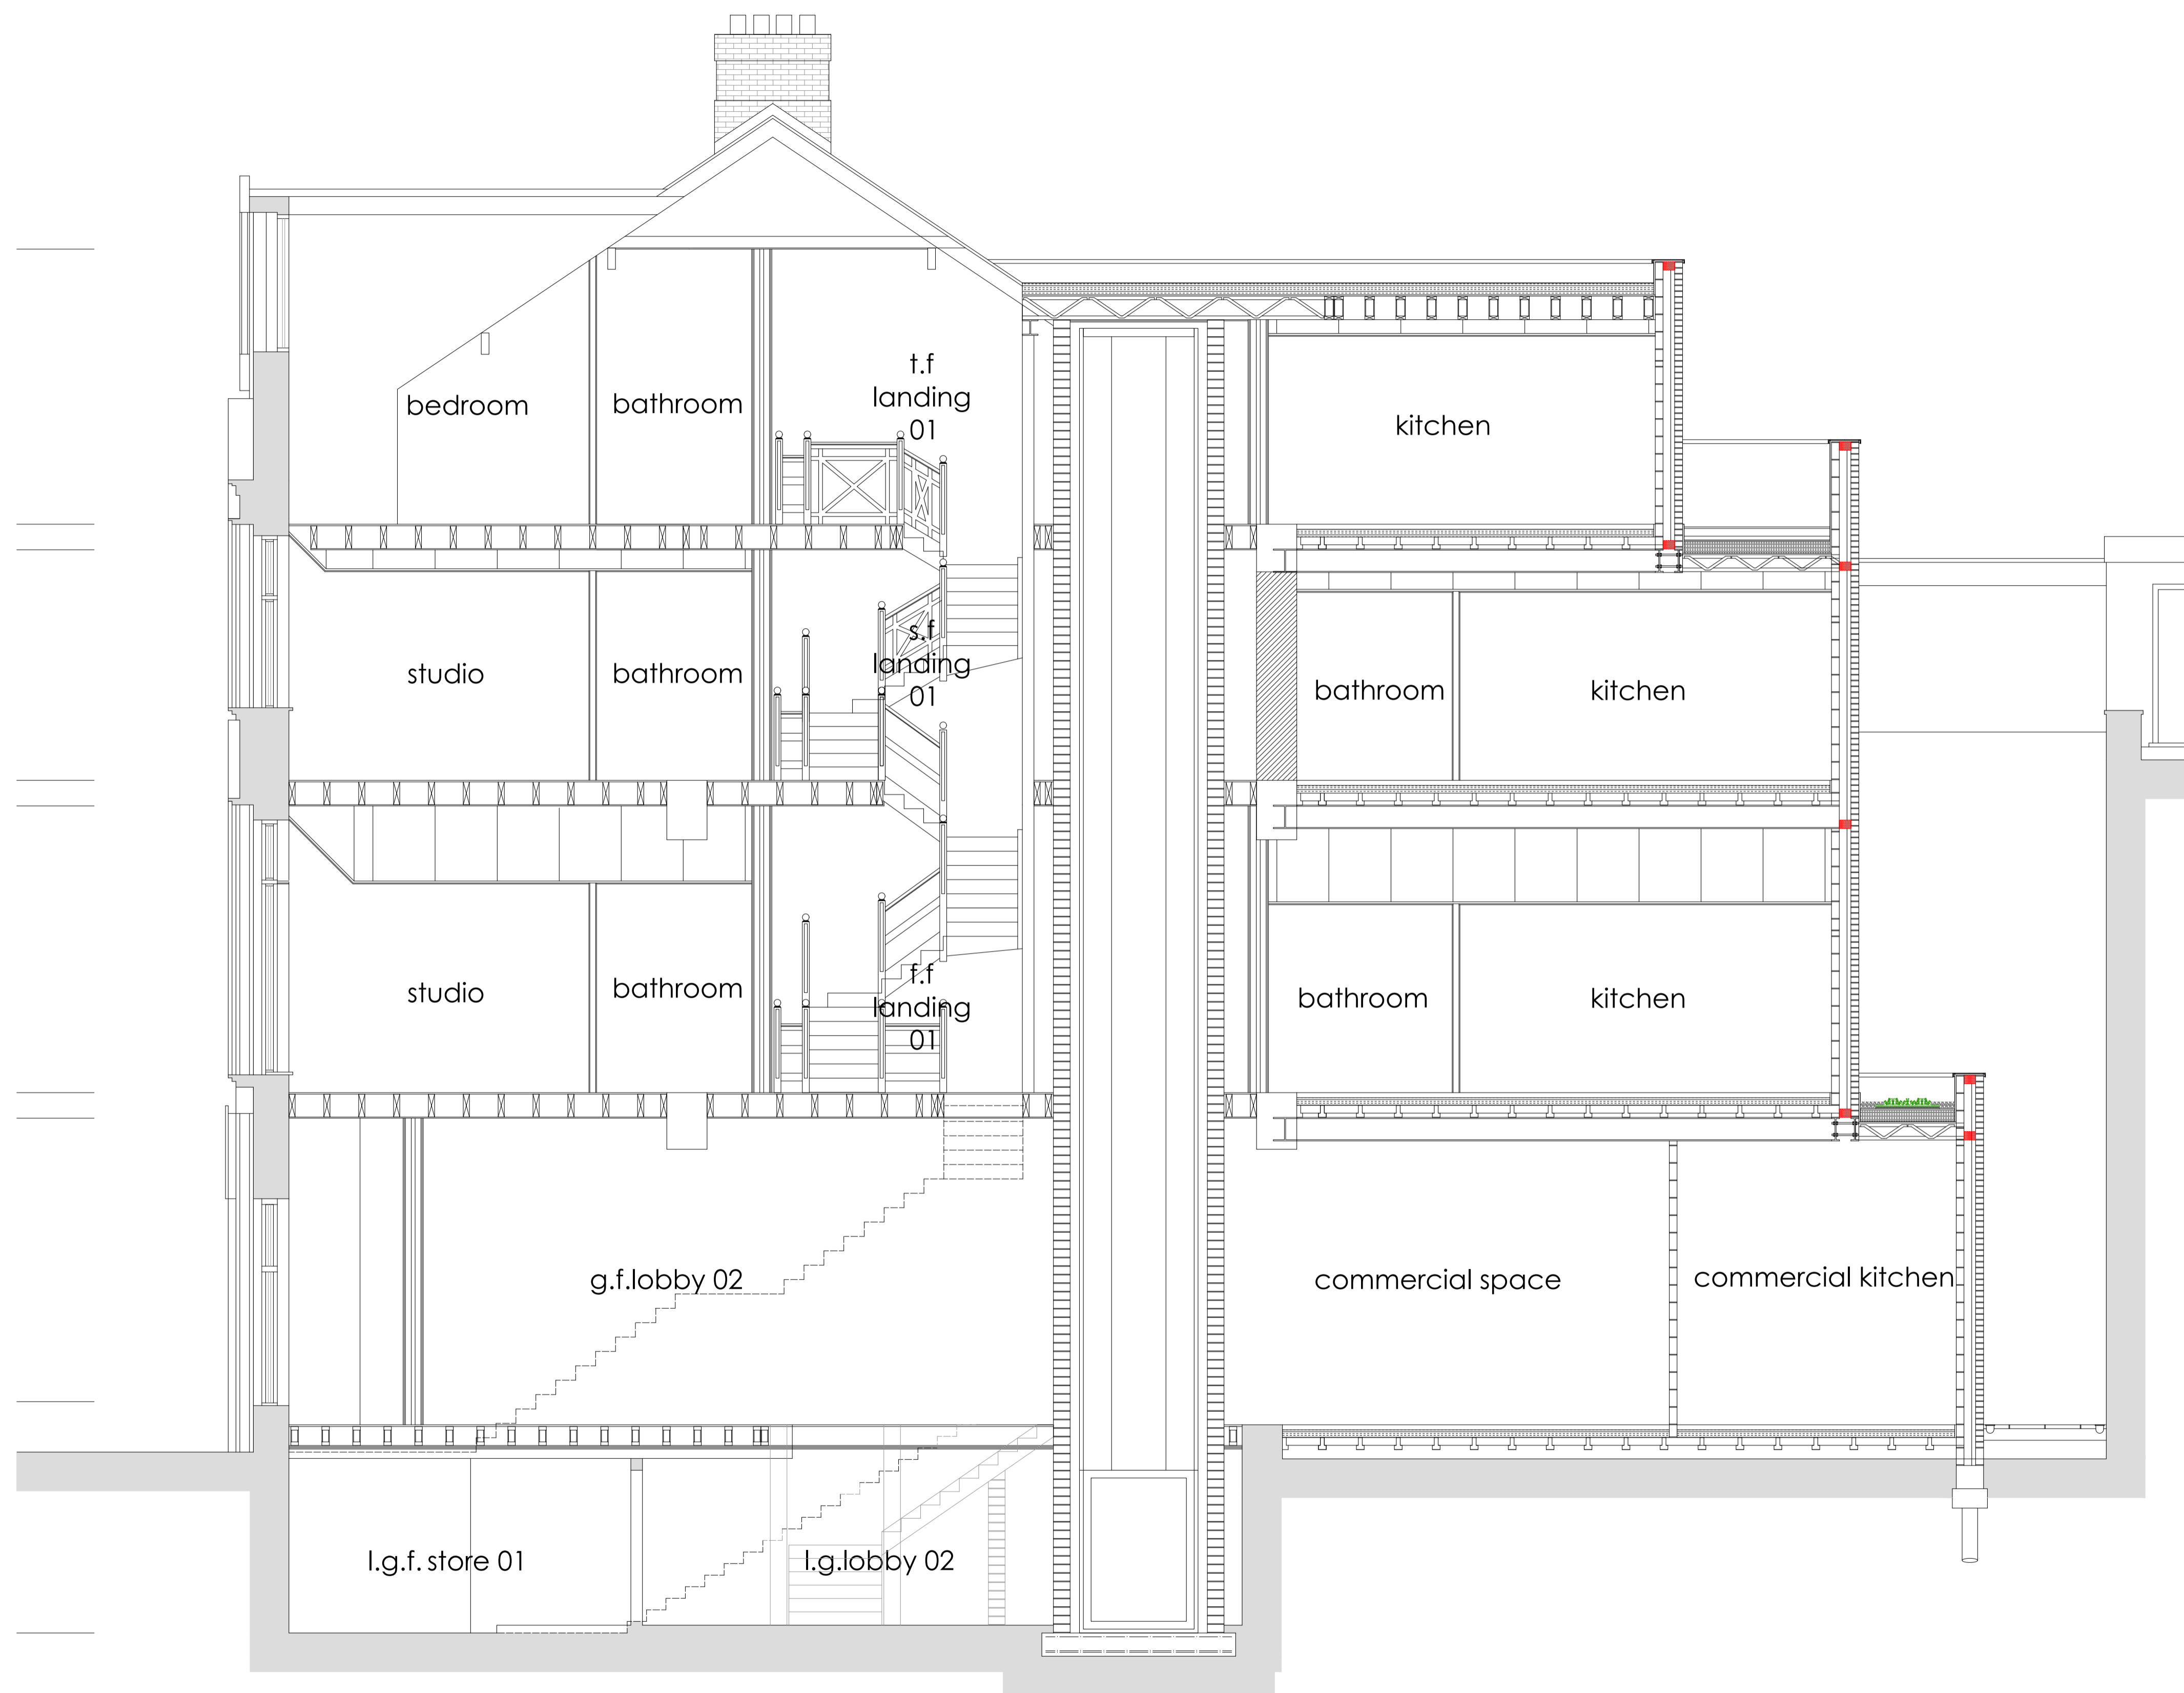 t.f
landing
01
bedroom
bathroom
kitchen
s.f
landing
01
studio
bathroom
bathroom
kitchen
f.f
landing
01
studio
bathroom
bathroom
kitchen
g.f.lobby 02
commercial space
commercial kitchen
l.g.f. store 01
l.g.lobby 02